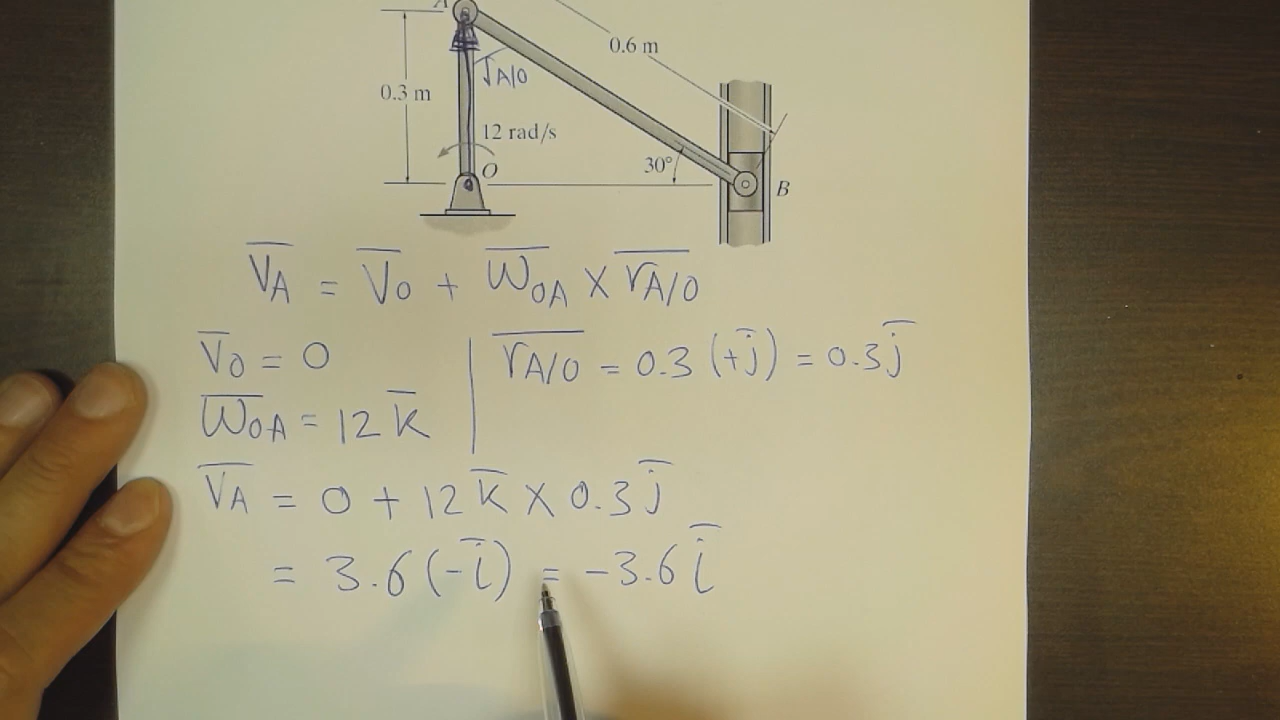 A
0.6 m
r̅A/O
0.3 m
12 rad/s
30°
O
B
V̅A = V̅o + W̅OA X r̅A/O
V̅o = 0
r̅A/O = 0.3 (+j̅) = 0.3 j̅
W̅OA = 12 k̅
V̅A = 0 + 12 k̅ X 0.3 j̅
= 3.6 (-i̅) = -3.6 i̅